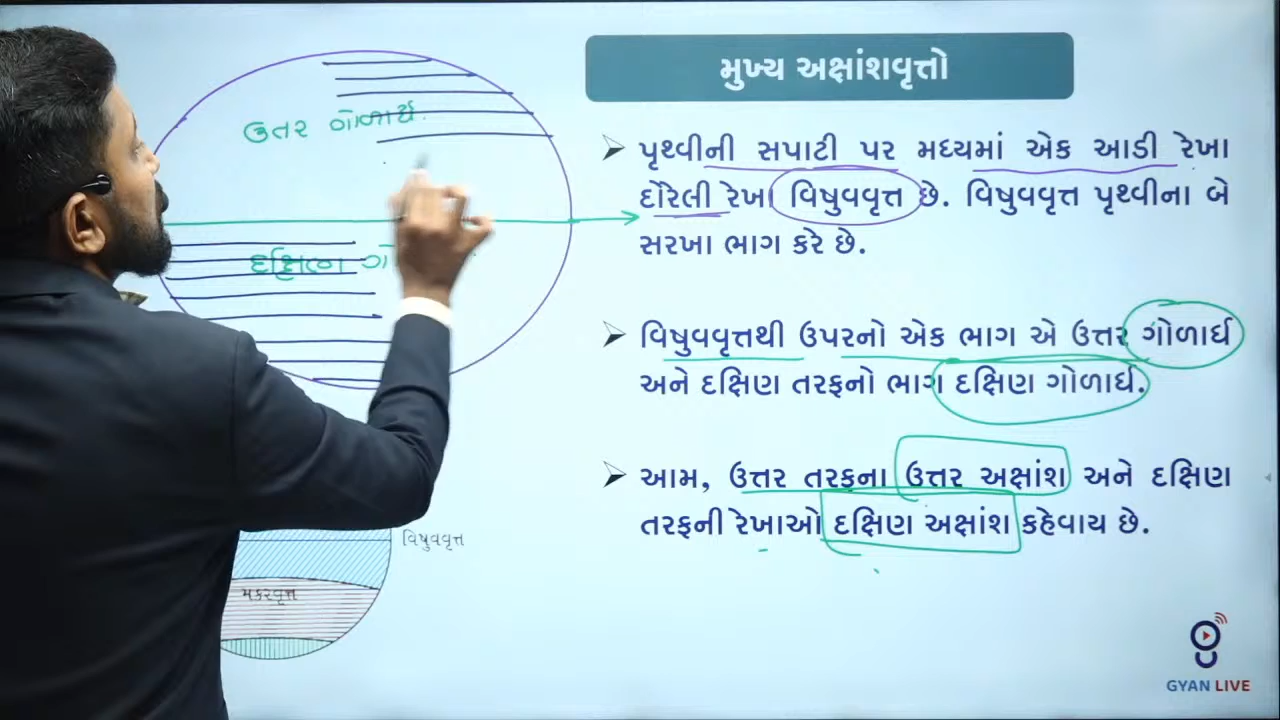 મુખ્ય અક્ષાંશવૃત્તો
ઉતર ગોળાર્ધ.
દક્ષિણ ગો
➢ પૃથ્વીની સપાટી પર મધ્યમાં એક આડી રેખા
દોરેલી રેખા વિષુવવૃત્ત છે. વિષુવવૃત્ત પૃથ્વીના બે
સરખા ભાગ કરે છે.
➢ વિષુવવૃત્તથી ઉપરનો એક ભાગ એ ઉત્તર ગોળાર્ધ
અને દક્ષિણ તરફનો ભાગ દક્ષિણ ગોળાર્ધ.
➢ આમ, ઉત્તર તરફના ઉત્તર અક્ષાંશ અને દક્ષિણ
તરફની રેખાઓ દક્ષિણ અક્ષાંશ કહેવાય છે.
વિષુવવૃત્ત
મકરવૃત્ત
GYAN LIVE